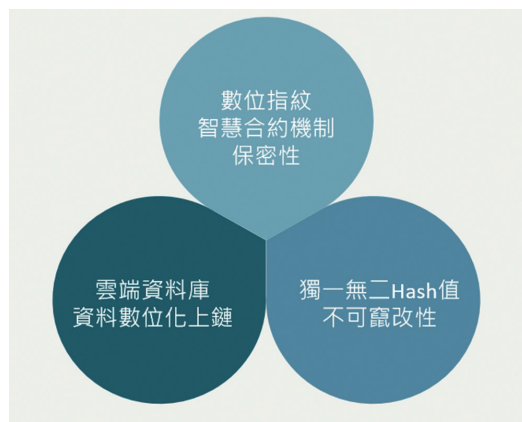 數位指紋
智慧合約機制
保密性
雲端資料庫
資料數位化上鏈
獨一無二Hash值
不可竄改性